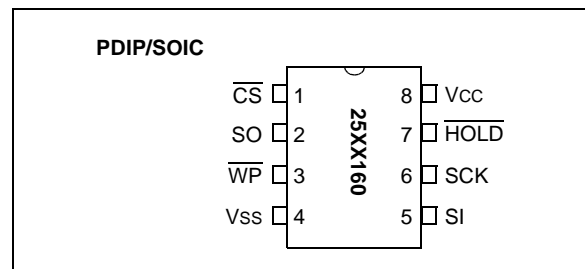 PDIP/SOIC
CS 1 8 VCC
SO 2 7 HOLD
WP 3 6 SCK
VSS 4 5 SI
25XX160